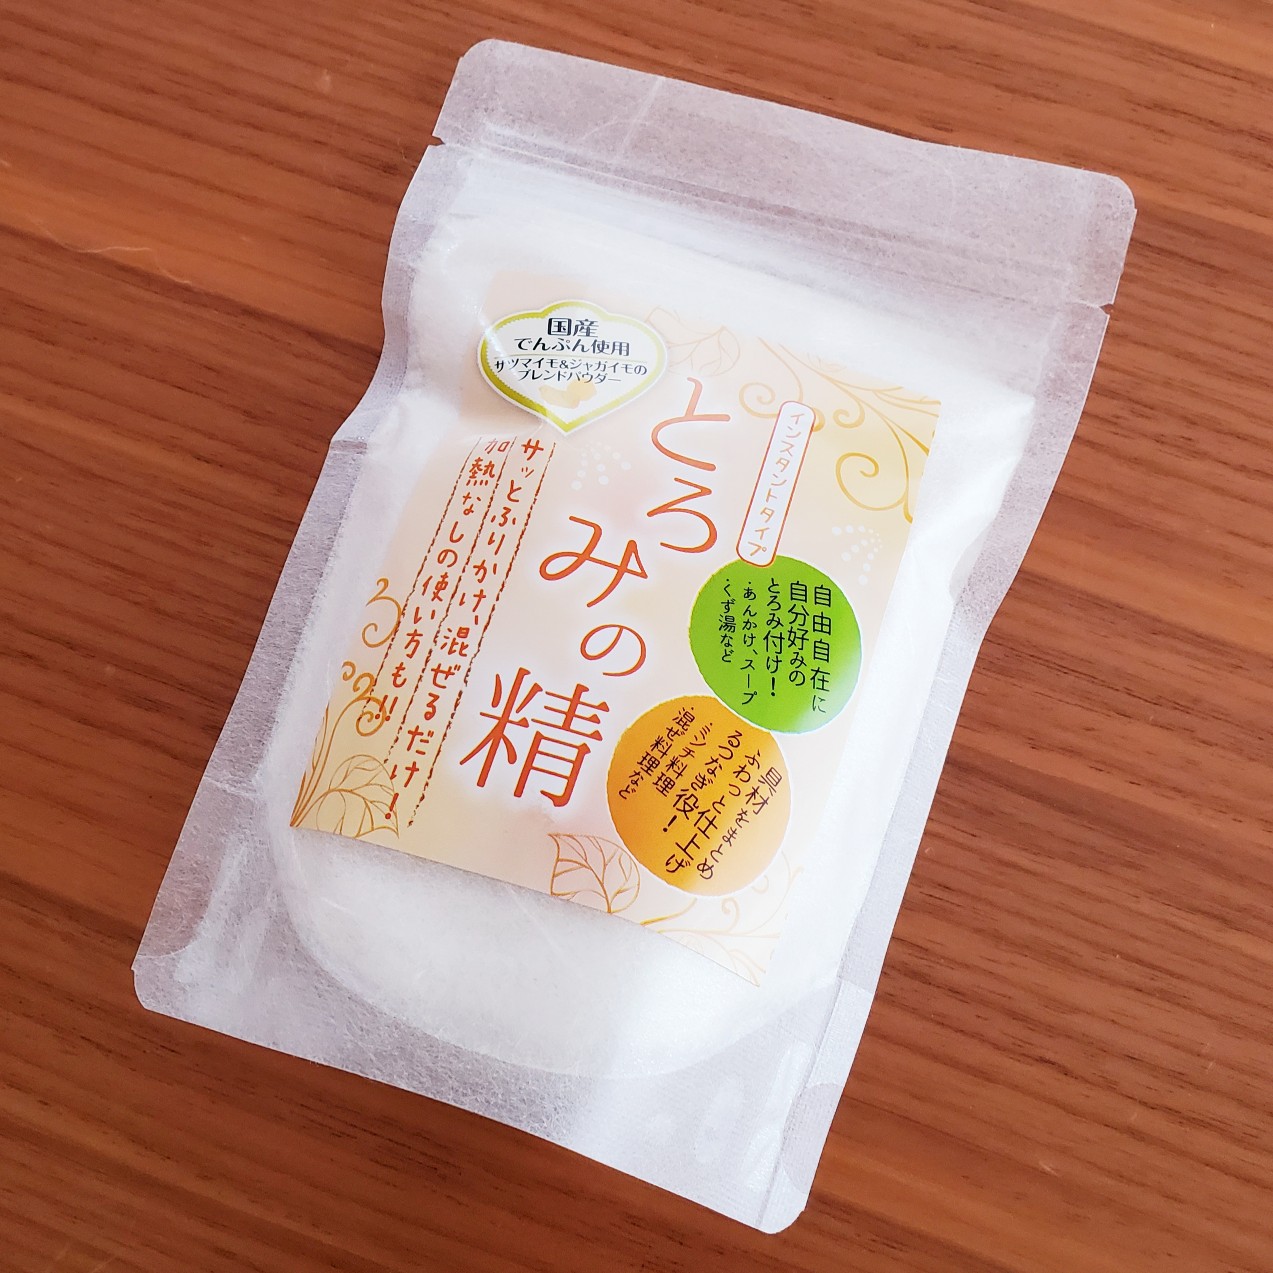 国産
でんぷん使用
サツマイモ&ジャガイモの
ブレンドパウダー
とろみの精
インスタントタイプ
サッとふりかけ、混ぜるだけ!
加熱なしの使い方も!!
自由自在に
自分好みの
とろみ付け!
・あんかけ、スープ
・くず湯など
具材をまとめ
ふわっと仕上げ
るつなぎ役!
・ミンチ料理
・混ぜ料理など